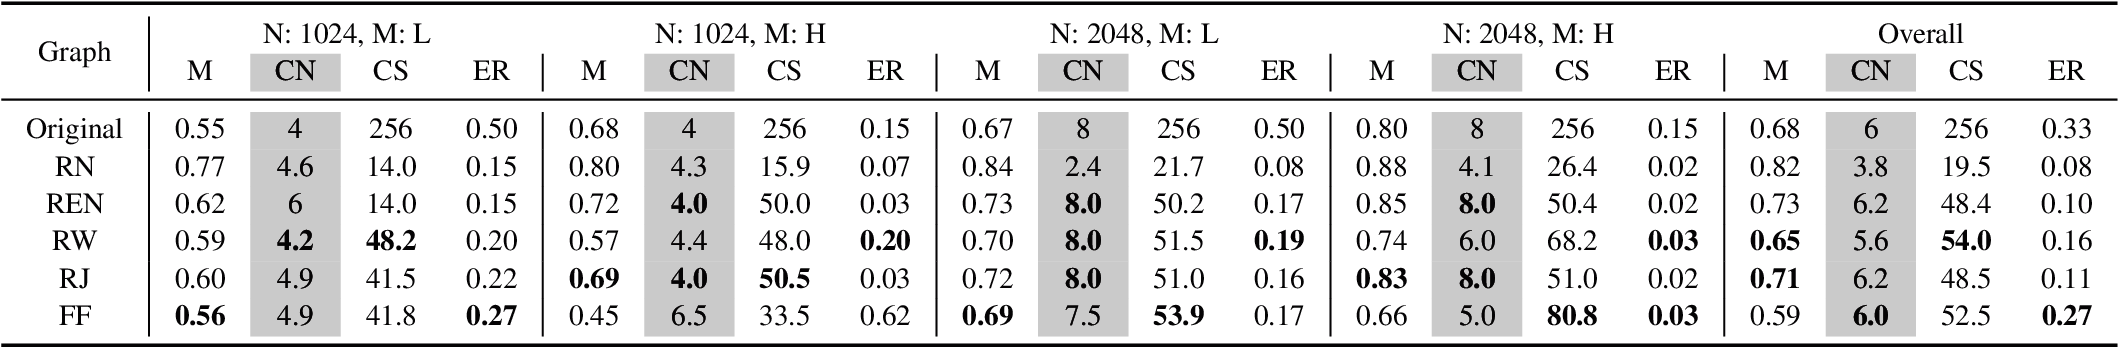 Graph N: 1024, M: L N: 1024, M: H N: 2048, M: L N: 2048, M: H Overall
M CN CS ER M CN CS ER M CN CS ER M CN CS ER M CN CS ER
Original 0.55 4 256 0.50 0.68 4 256 0.15 0.67 8 256 0.50 0.80 8 256 0.15 0.68 6 256 0.33
RN 0.77 4.6 14.0 0.15 0.80 4.3 15.9 0.07 0.84 2.4 21.7 0.08 0.88 4.1 26.4 0.02 0.82 3.8 19.5 0.08
REN 0.62 6 14.0 0.15 0.72 4.0 50.0 0.03 0.73 8.0 50.2 0.17 0.85 8.0 50.4 0.02 0.73 6.2 48.4 0.10
RW 0.59 4.2 48.2 0.20 0.57 4.4 48.0 0.20 0.70 8.0 51.5 0.19 0.74 6.0 68.2 0.03 0.65 5.6 54.0 0.16
RJ 0.60 4.9 41.5 0.22 0.69 4.0 50.5 0.03 0.72 8.0 51.0 0.16 0.83 8.0 51.0 0.02 0.71 6.2 48.5 0.11
FF 0.56 4.9 41.8 0.27 0.45 6.5 33.5 0.62 0.69 7.5 53.9 0.17 0.66 5.0 80.8 0.03 0.59 6.0 52.5 0.27